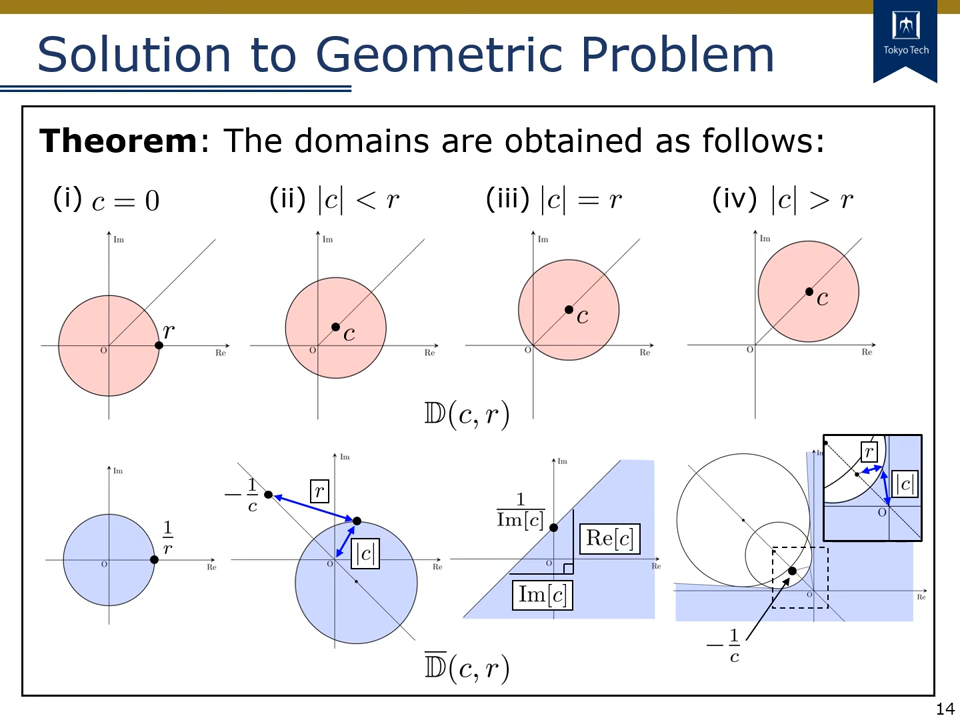 Tokyo Tech
Solution to Geometric Problem
Theorem: The domains are obtained as follows:
(i) c = 0
(ii) |c| < r
(iii) |c| = r
(iv) |c| > r
Im
r
O
Re
Im
c
O
Re
Im
c
O
Re
Im
c
O
Re
𝔻(c, r)
Im
1/r
O
Re
Im
-1/c
r
|c|
O
Re
Im
1/Im[c]
Re[c]
O
Re
Im[c]
Im
r
|c|
O
O
Re
-1/c
𝔻̅(c, r)
14